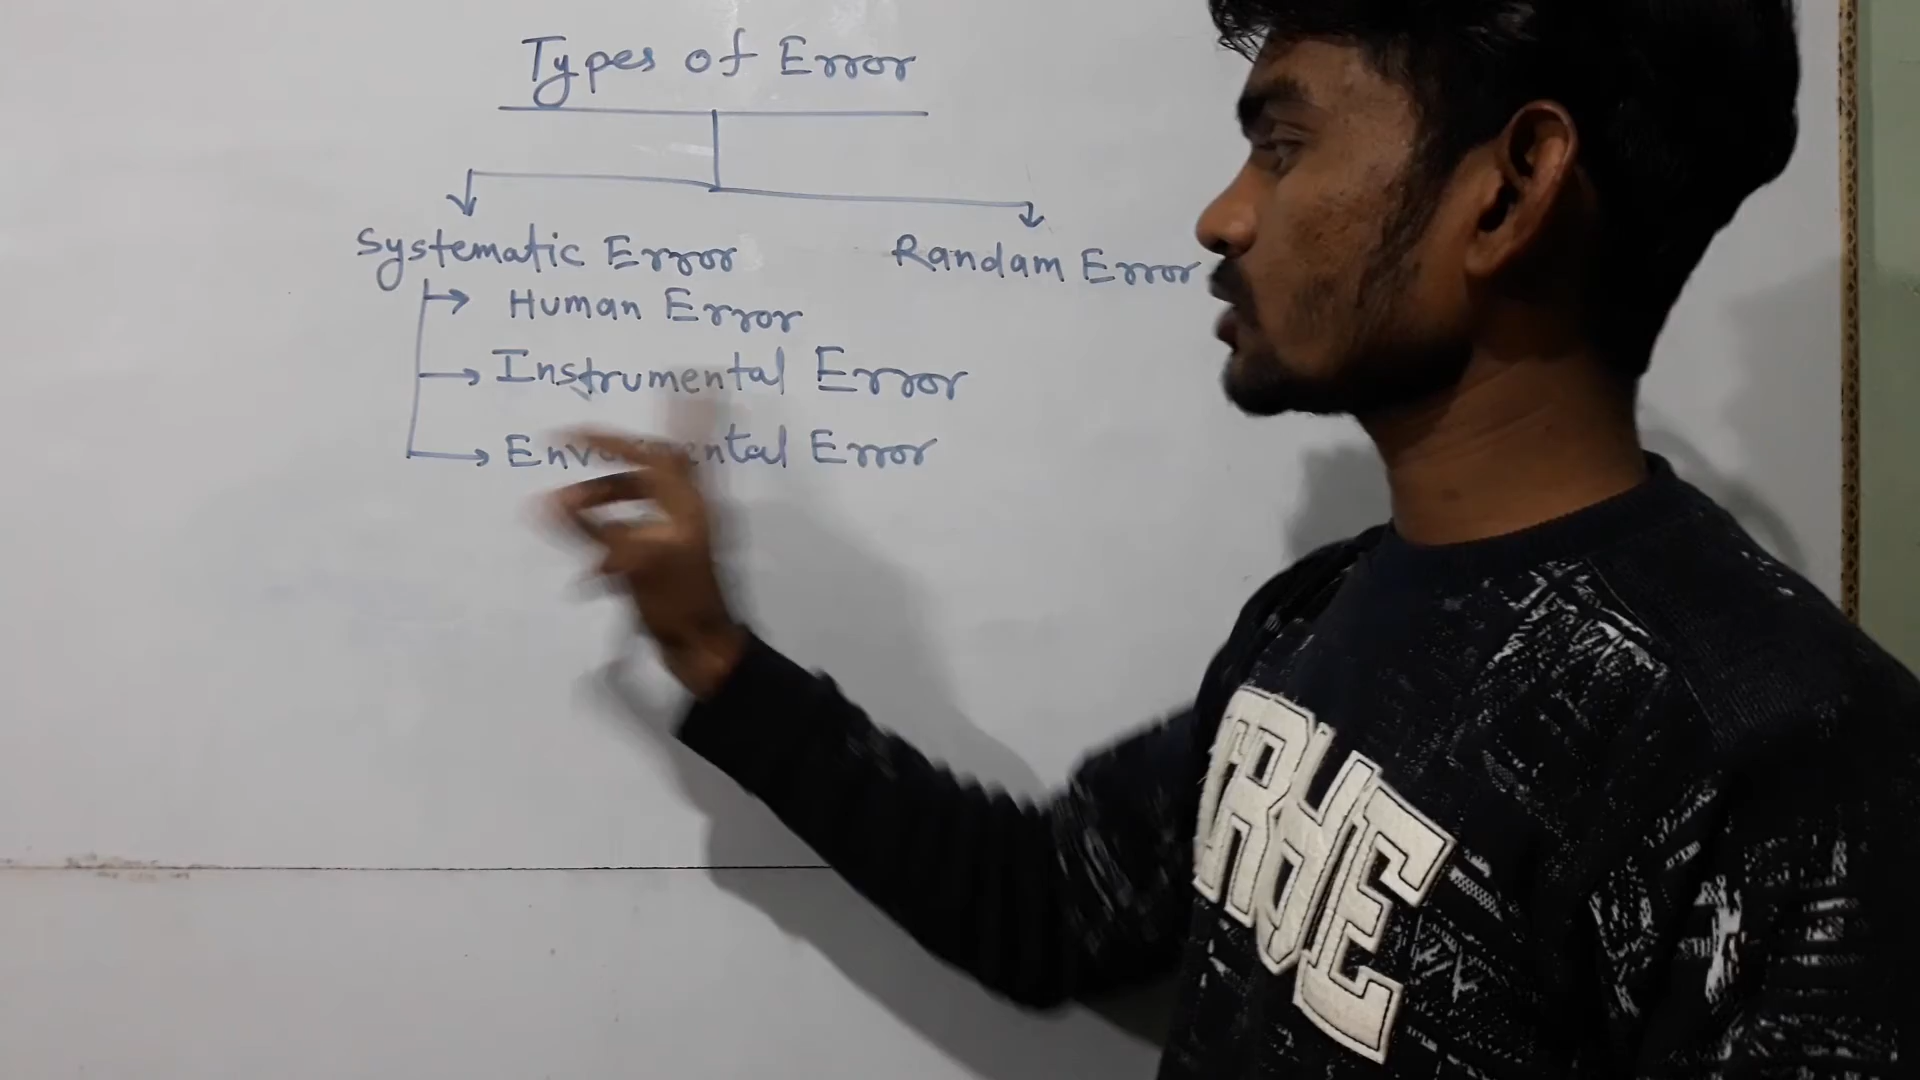 Types of Error
Systematic Error
Randam Error
Human Error
Instrumental Error
Error